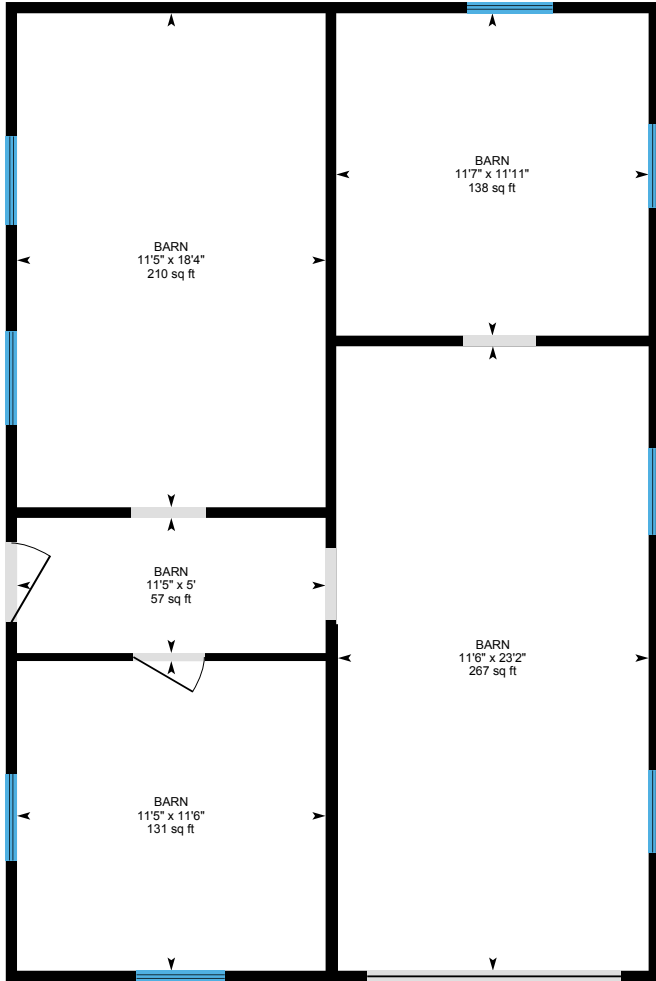 BARN
11'7" x 11'11"
138 sq ft
BARN
11'5" x 18'4"
210 sq ft
BARN
11'5" x 5'
57 sq ft
BARN
11'6" x 23'2"
267 sq ft
BARN
11'5" x 11'6"
131 sq ft